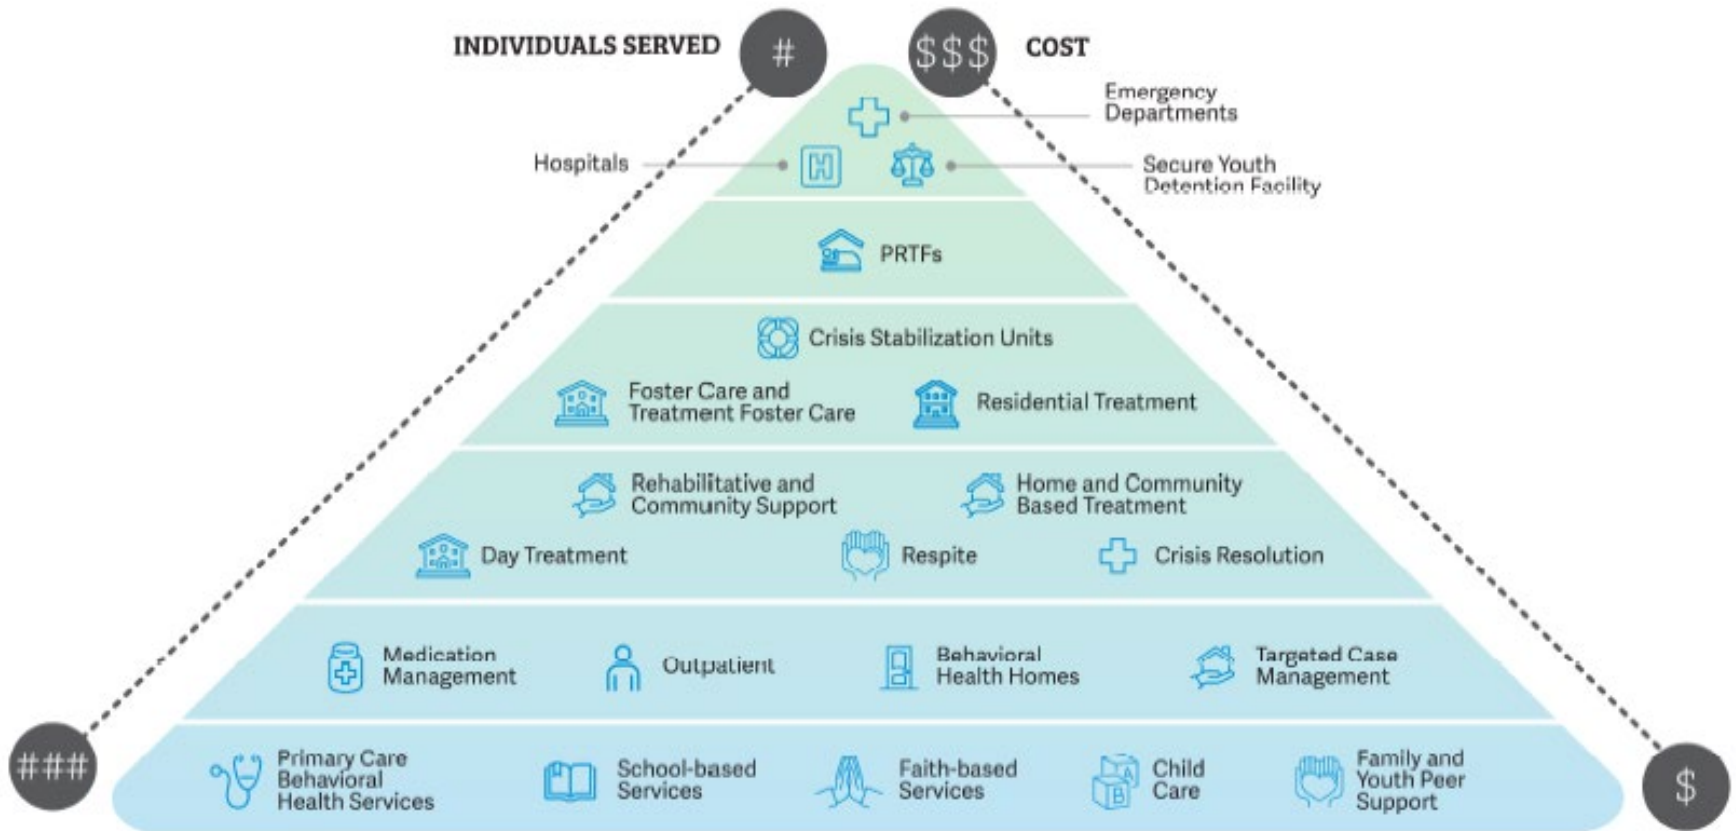 INDIVIDUALS SERVED
#
$$$
COST
Emergency
Departments
Hospitals
Secure Youth
Detention Facility
H
PRTFs
Crisis Stabilization Units
Foster Care and
Treatment Foster Care
Residential Treatment
Rehabilitative and
Community Support
Home and Community
Based Treatment
Day Treatment
Respite
Crisis Resolution
Medication
Management
Outpatient
Behavioral
Health Homes
Targeted Case
Management
###
$
Primary Care
Behavioral
Health Services
School-based
Services
Faith-based
Services
A
B
Child
Care
Family and
Youth Peer
Support